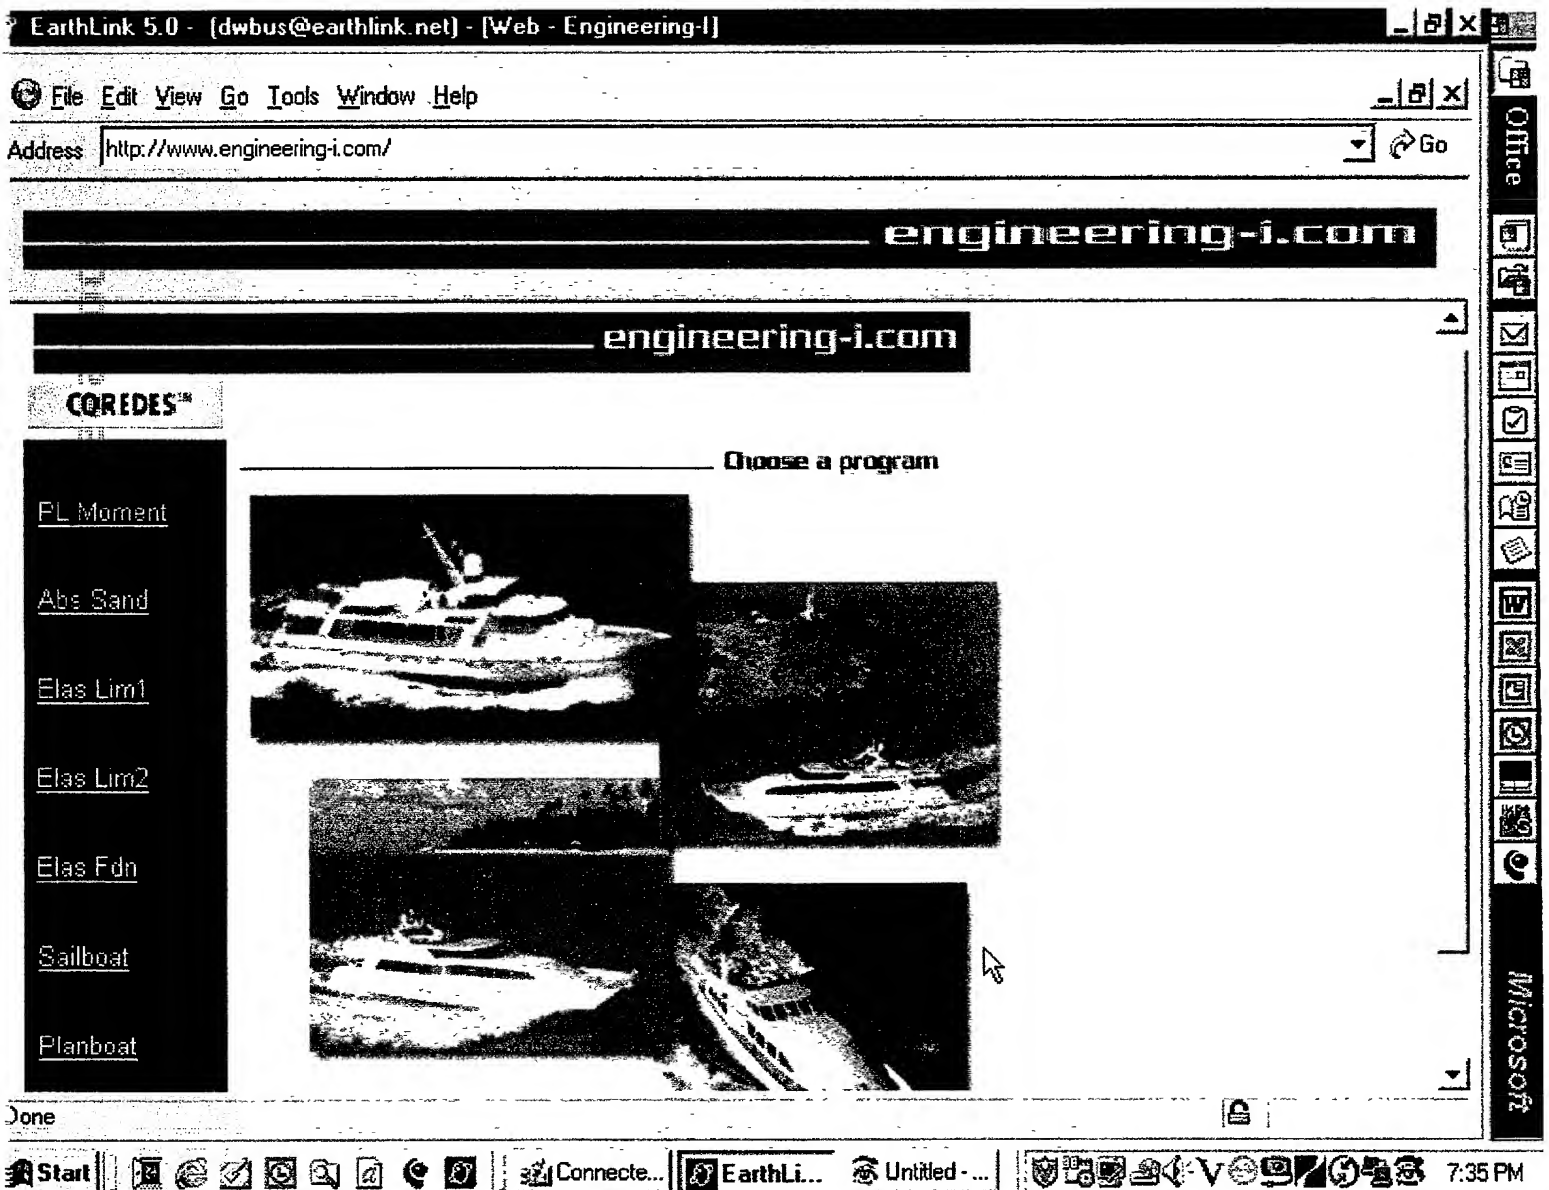 EarthLink 5.0 - [dwbus@earthlink.net] - [Web - Engineering-I]
File Edit View Go Tools Window Help
Address http://www.engineering-i.com/ Go
engineering-i.com
engineering-i.com
COREDES™
Choose a program
PL Moment
Abs Sand
Elas Lim1
Elas Lim2
Elas Fdn
Sailboat
Planboat
Done
Start Connecte... EarthLi... Untitled - ... 7:35 PM
Office
Microsoft